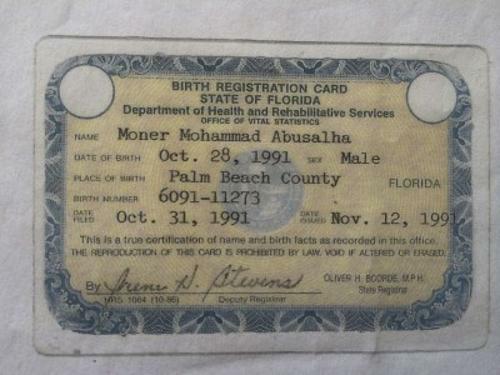 BIRTH REGISTRATION CARD
STATE OF FLORIDA
Department of Health and Rehabilitative Services
OFFICE OF VITAL STATISTICS
NAME Moner Mohammad Abusalha
DATE OF BIRTH Oct. 28, 1991 SEX Male
PLACE OF BIRTH Palm Beach County FLORIDA
BIRTH NUMBER 6091-11273
DATE FILED Oct. 31, 1991 DATE ISSUED Nov. 12, 1991
This is a true certification of name and birth facts as recorded in this office.
THE REPRODUCTION OF THIS CARD IS PROHIBITED BY LAW. VOID IF ALTERED OR ERASED.
By Irene H. Stevens OLIVER H. BOORDE, M.P.H.
HRS 1064 (10-86) Deputy Registrar State Registrar